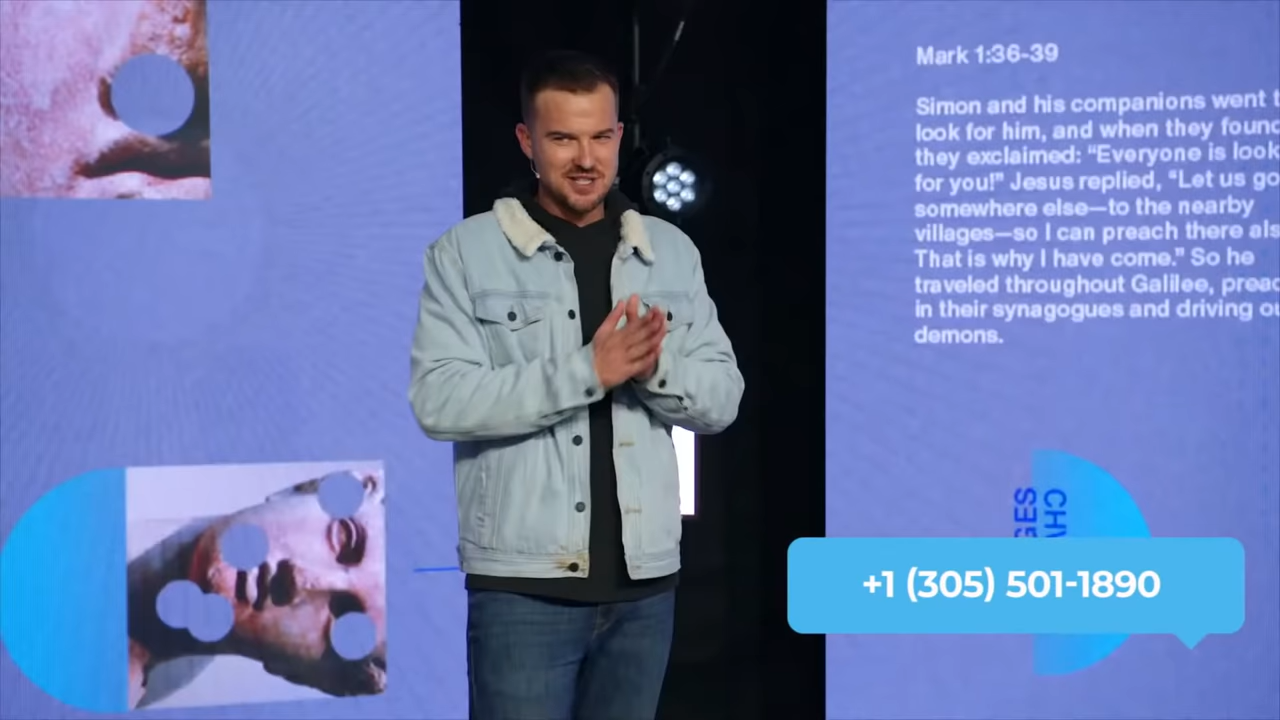 Mark 1:36-39
Simon and his companions went t
look for him, and when they found
they exclaimed: “Everyone is look
for you!” Jesus replied, “Let us go
somewhere else—to the nearby
villages—so I can preach there als
That is why I have come.” So he
traveled throughout Galilee, preac
in their synagogues and driving ou
demons.
GES
CHA
+1 (305) 501-1890